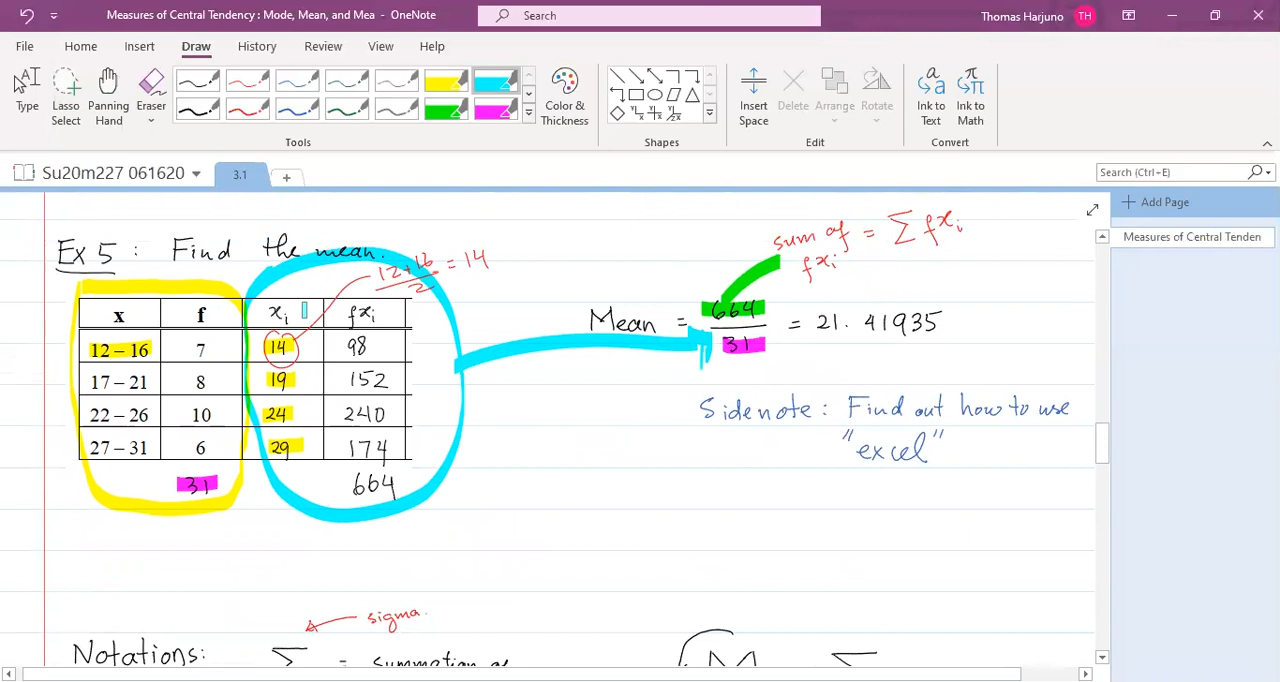 Measures of Central Tendency : Mode, Mean, and Mea - OneNote
Search
Thomas Harjuno TH
File Home Insert Draw History Review View Help
Type Lasso Select Panning Hand Eraser Color & Thickness Insert Space Delete Arrange Rotate Ink to Text Ink to Math
Tools Shapes Edit Convert
Su20m227 061620 3.1
Search (Ctrl+E)
Add Page
Measures of Central Tenden
Ex 5 : Find the mean.
12+16/2 = 14
x f xi fxi
12 – 16 7 14 98
17 – 21 8 19 152
22 – 26 10 24 240
27 – 31 6 29 174
31 664
sum of fxi = Σ fxi
Mean = 664/31 = 21.41935
Sidenote : Find out how to use
"excel"
sigma.
Notations: Σ = summation of
M Σ